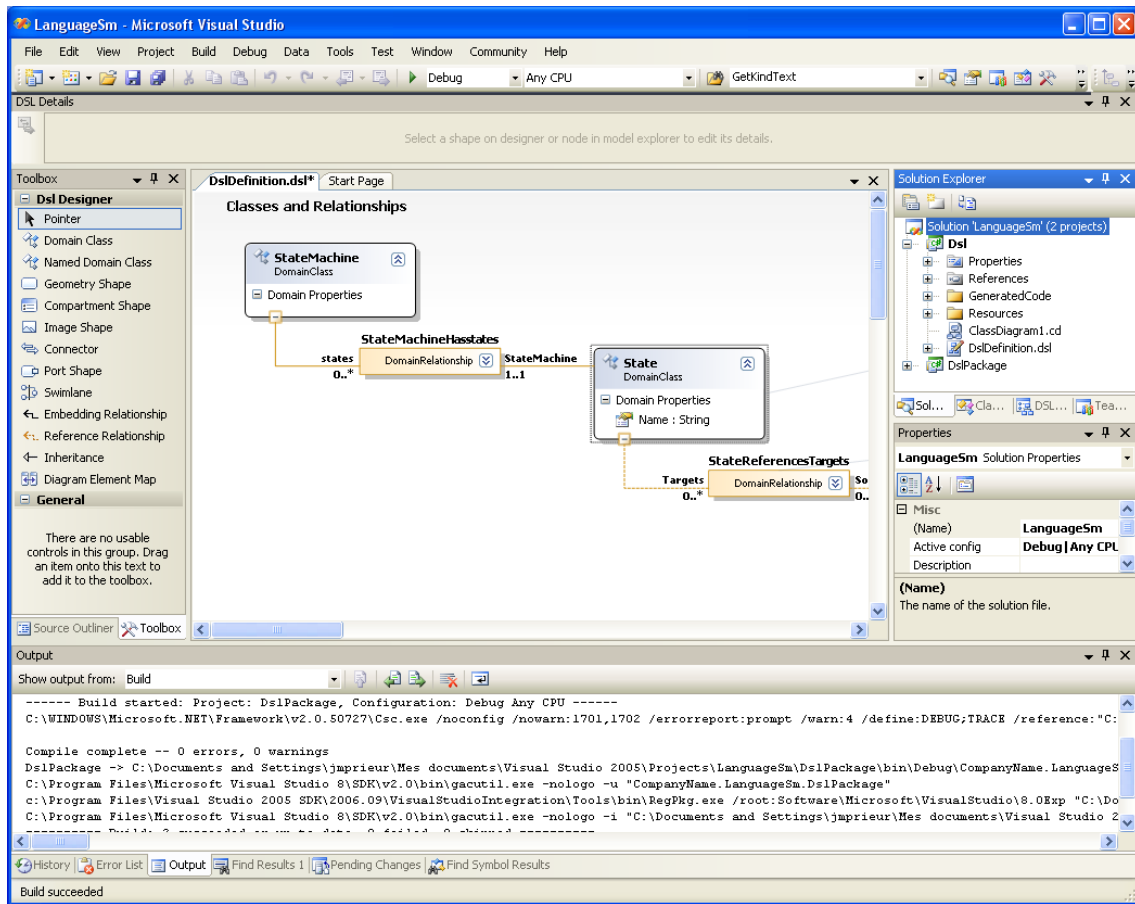 LanguageSm - Microsoft Visual Studio
File Edit View Project Build Debug Data Tools Test Window Community Help
Debug Any CPU GetKindText
DSL Details
Select a shape on designer or node in model explorer to edit its details.
Toolbox
Dsl Designer
Pointer
Domain Class
Named Domain Class
Geometry Shape
Compartment Shape
Image Shape
Connector
Port Shape
Swimlane
Embedding Relationship
Reference Relationship
Inheritance
Diagram Element Map
General
There are no usable
controls in this group. Drag
an item onto this text to
add it to the toolbox.
Source Outliner Toolbox
DslDefinition.dsl* Start Page
Classes and Relationships
StateMachine
DomainClass
Domain Properties
StateMachineHasstates
states DomainRelationship StateMachine
0..* 1..1
State
DomainClass
Domain Properties
Name : String
StateReferencesTargets
Targets DomainRelationship So
0..* 0..
Solution Explorer
Solution 'LanguageSm' (2 projects)
Dsl
Properties
References
GeneratedCode
Resources
ClassDiagram1.cd
DslDefinition.dsl
DslPackage
Sol... Cla... DSL... Tea...
Properties
LanguageSm Solution Properties
Misc
(Name) LanguageSm
Active config Debug|Any CPU
Description
(Name)
The name of the solution file.
Output
Show output from: Build
------ Build started: Project: DslPackage, Configuration: Debug Any CPU ------
C:\WINDOWS\Microsoft.NET\Framework\v2.0.50727\Csc.exe /noconfig /nowarn:1701,1702 /errorreport:prompt /warn:4 /define:DEBUG;TRACE /reference:"C:
Compile complete -- 0 errors, 0 warnings
DslPackage -> C:\Documents and Settings\jmprieur\Mes documents\Visual Studio 2005\Projects\LanguageSm\DslPackage\bin\Debug\CompanyName.LanguageS
C:\Program Files\Microsoft Visual Studio 8\SDK\v2.0\bin\gacutil.exe -nologo -u "CompanyName.LanguageSm.DslPackage"
c:\Program Files\Visual Studio 2005 SDK\2006.09\VisualStudioIntegration\Tools\bin\RegPkg.exe /root:Software\Microsoft\VisualStudio\8.0Exp "C:\Do
C:\Program Files\Microsoft Visual Studio 8\SDK\v2.0\bin\gacutil.exe -nologo -i "C:\Documents and Settings\jmprieur\Mes documents\Visual Studio 2
History Error List Output Find Results 1 Pending Changes Find Symbol Results
Build succeeded